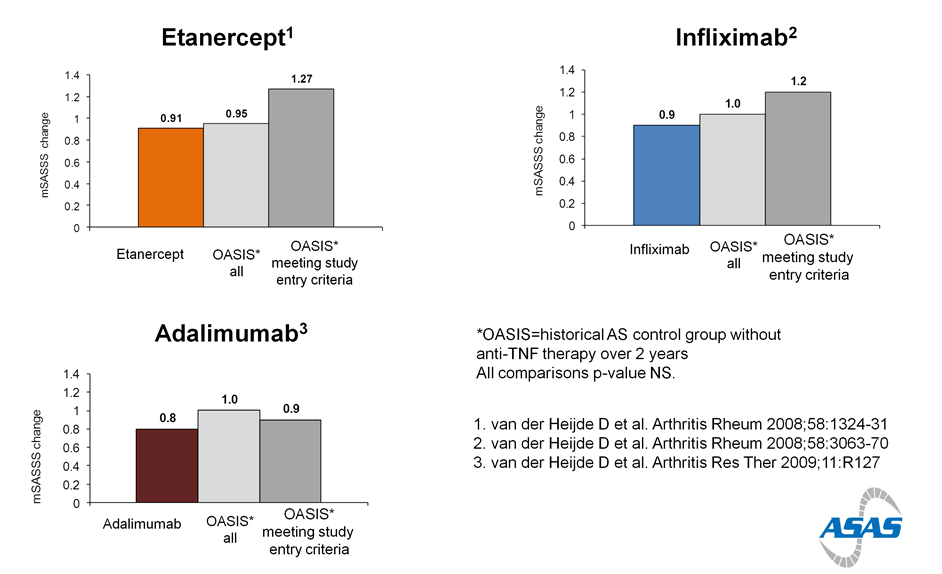 Etanercept1
1.4
1.2
1
0.8
0.6
0.4
0.2
0
mSASSS change
0.91
0.95
1.27
Etanercept
OASIS*
all
OASIS*
meeting study
entry criteria
Infliximab2
1.4
1.2
1
0.8
0.6
0.4
0.2
0
mSASSS change
0.9
1.0
1.2
Infliximab
OASIS*
all
OASIS*
meeting study
entry criteria
Adalimumab3
1.4
1.2
1
0.8
0.6
0.4
0.2
0
mSASSS change
0.8
1.0
0.9
Adalimumab
OASIS*
all
OASIS*
meeting study
entry criteria
*OASIS=historical AS control group without
anti-TNF therapy over 2 years
All comparisons p-value NS.
1. van der Heijde D et al. Arthritis Rheum 2008;58:1324-31
2. van der Heijde D et al. Arthritis Rheum 2008;58:3063-70
3. van der Heijde D et al. Arthritis Res Ther 2009;11:R127
ASAS